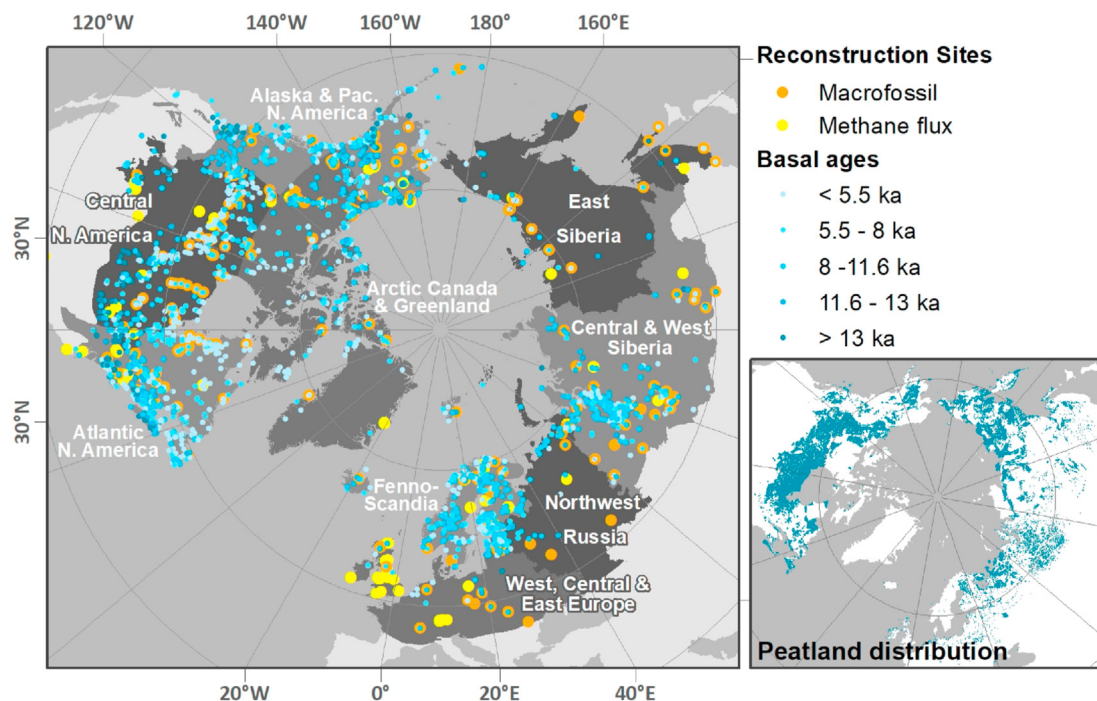 120°W
140°W
160°W
180°
160°E
Alaska & Pac.
N. America
Central
N. America
30°N
East
Siberia
Arctic Canada
& Greenland
Central & West
Siberia
30°N
Atlantic
N. America
Fenno-
Scandia
Northwest
Russia
West, Central &
East Europe
20°W
0°
20°E
40°E
Reconstruction Sites
Macrofossil
Methane flux
Basal ages
< 5.5 ka
5.5 - 8 ka
8 -11.6 ka
11.6 - 13 ka
> 13 ka
Peatland distribution